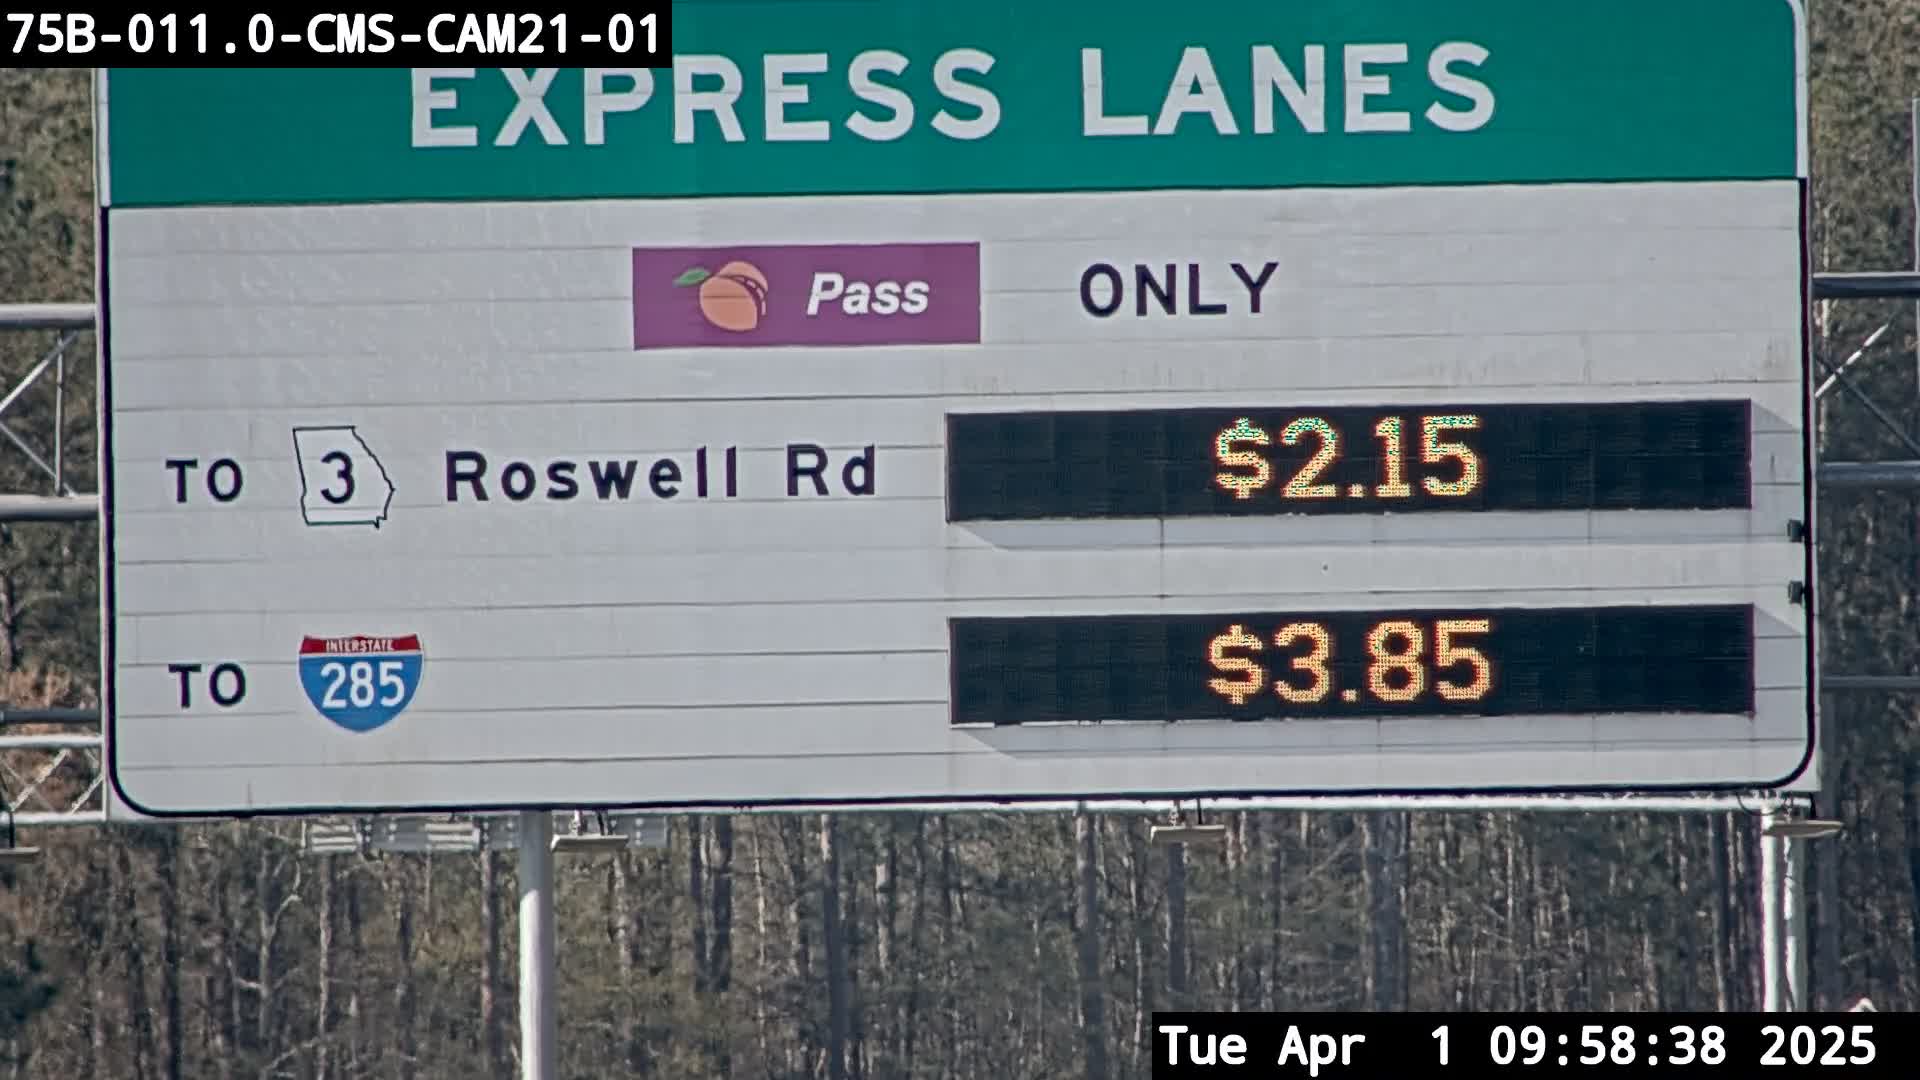 75B-011.0-CMS-CAM21-01
EXPRESS LANES
Pass ONLY
TO 3 Roswell Rd $2.15
TO INTERSTATE 285 $3.85
Tue Apr 1 09:58:38 2025